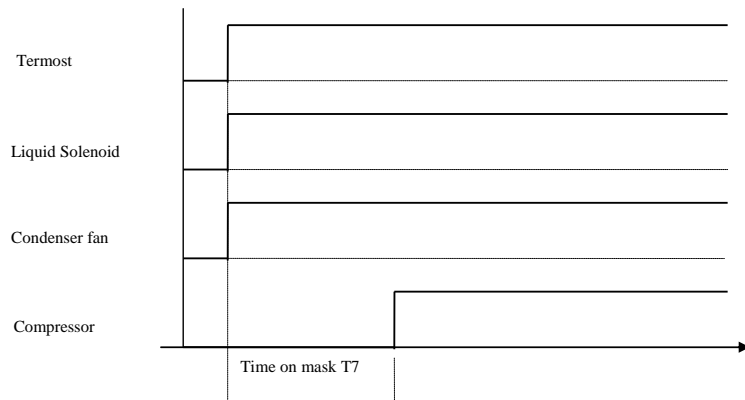 Termost
Liquid Solenoid
Condenser fan
Compressor
Time on mask T7